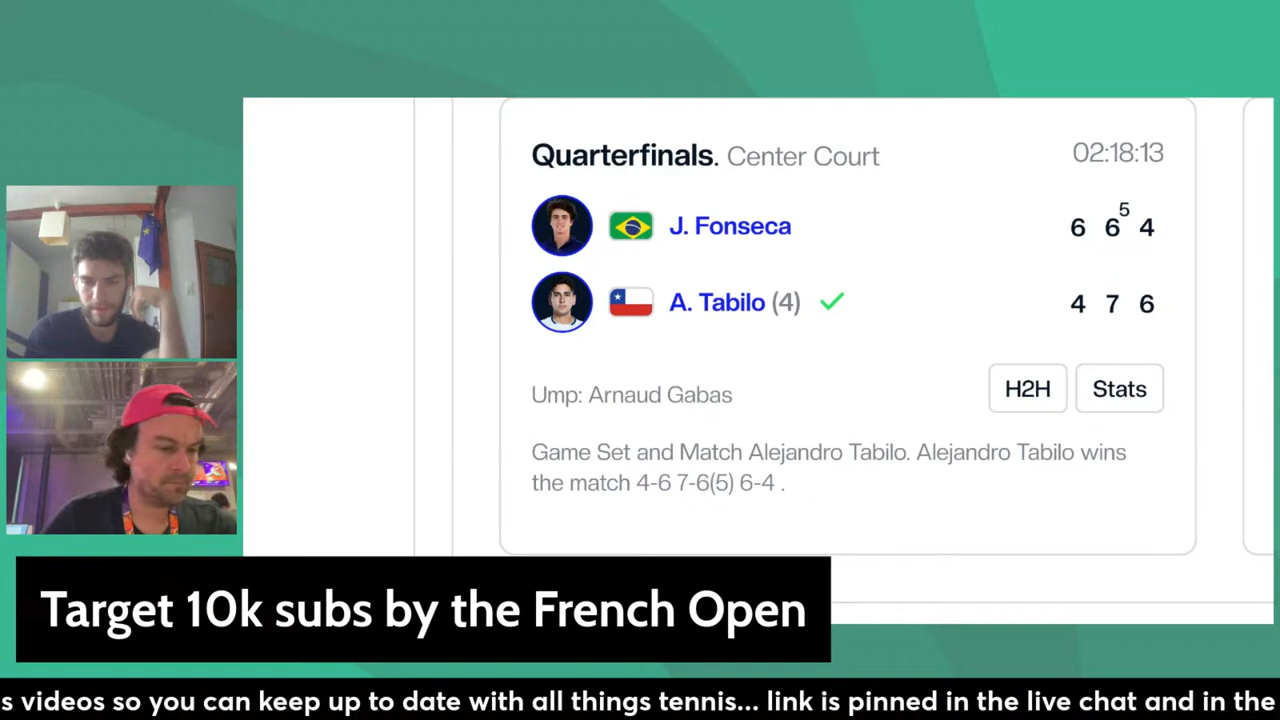 Quarterfinals. Center Court 02:18:13
J. Fonseca 6 6 5 4
A. Tabilo (4) 4 7 6
Ump: Arnaud Gabas H2H Stats
Game Set and Match Alejandro Tabilo. Alejandro Tabilo wins
the match 4-6 7-6(5) 6-4 .
Target 10k subs by the French Open
s videos so you can keep up to date with all things tennis... link is pinned in the live chat and in the